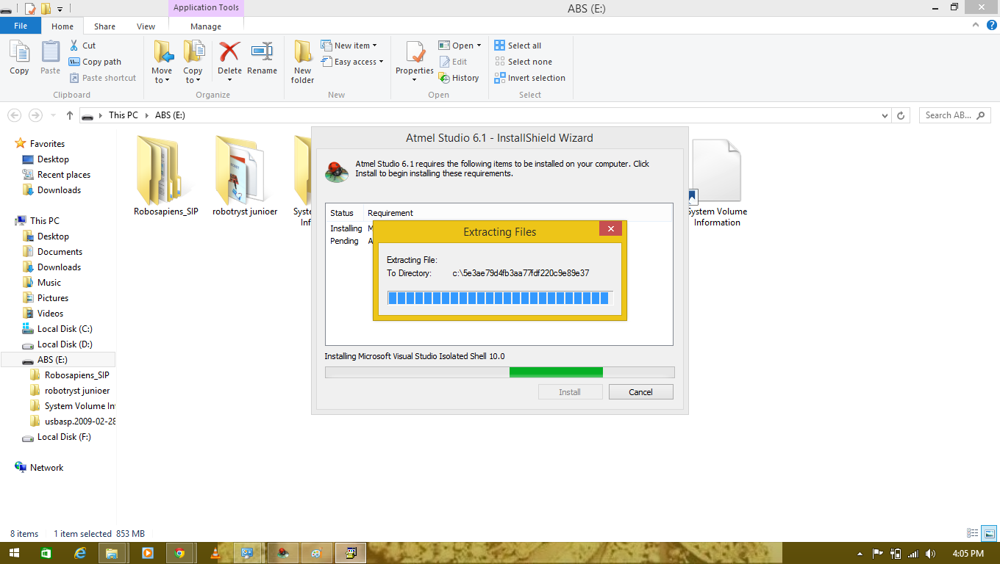 Application Tools
ABS (E:)
File
Home
Share
View
Manage
Copy
Paste
Cut
Copy path
Paste shortcut
Clipboard
Move to
Copy to
Delete
Rename
Organize
New folder
New item
Easy access
New
Properties
Open
Edit
History
Open
Select all
Select none
Invert selection
Select
This PC
ABS (E:)
Search AB...
Favorites
Desktop
Recent places
Downloads
This PC
Desktop
Documents
Downloads
Music
Pictures
Videos
Local Disk (C:)
Local Disk (D:)
ABS (E:)
Robosapiens_SIP
robotryst junioer
System Volume In
usbasp.2009-02-28
Local Disk (F:)
Network
Robosapiens_SIP
robotryst junioer
Syste
Inf
System Volume
Information
Atmel Studio 6.1 - InstallShield Wizard
Atmel Studio 6.1 requires the following items to be installed on your computer. Click
Install to begin installing these requirements.
Status
Requirement
Installing M
Pending A
Extracting Files
Extracting File:
To Directory: c:\5e3ae79d4fb3aa77fdf220c9e89e37
Installing Microsoft Visual Studio Isolated Shell 10.0
Install
Cancel
8 items
1 item selected 853 MB
4:05 PM